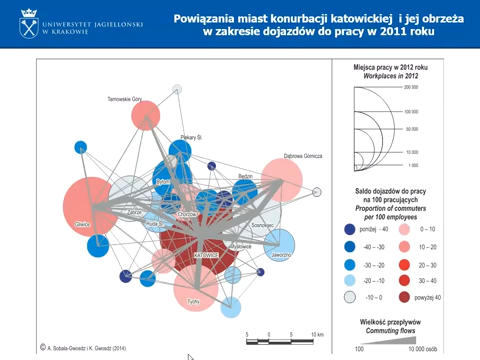 UNIWERSYTET JAGIELLOŃSKI
W KRAKOWIE
Powiązania miast konurbacji katowickiej i jej obrzeża
w zakresie dojazdów do pracy w 2011 roku
Tarnowskie Góry
Piekary Śl.
Dąbrowa Górnicza
Bytom
Będzin
Zabrze
Chorzów
Gliwice
Ruda Śl.
Sosnowiec
Mysłowice
KATOWICE
Jaworzno
Tychy
5 0 5 10 km
© A. Sobala-Gwosdz i K. Gwosdz (2014)
Miejsca pracy w 2012 roku
Workplaces in 2012
200 000
100 000
50 000
10 000
1 000
Saldo dojazdów do pracy
na 100 pracujących
Proportion of commuters
per 100 employees
poniżej - 40
0 – 10
-40 – -30
10 – 20
-30 – -20
20 – 30
-20 – -10
30 – 40
-10 – 0
powyżej 40
Wielkość przepływów
Commuting flows
100
10 000 osób